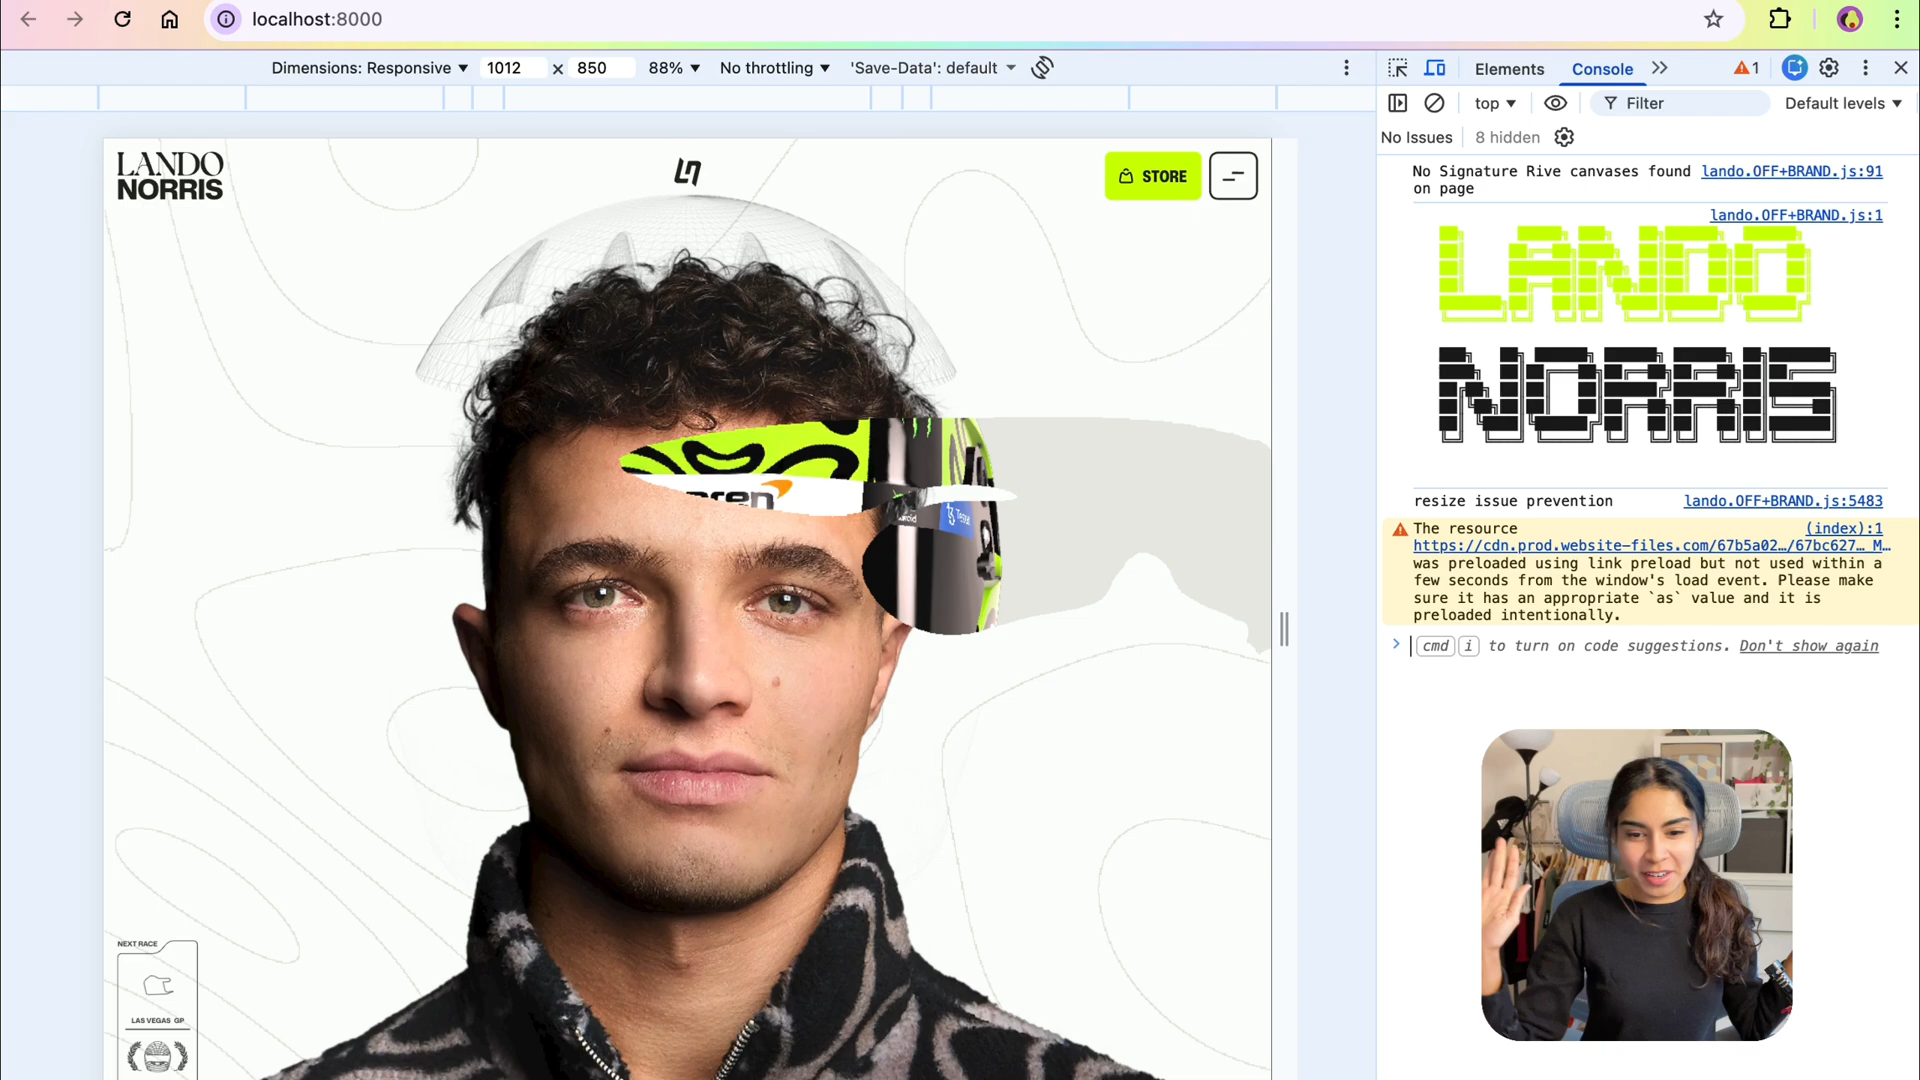 localhost:8000
Dimensions: Responsive 1012 x 850 88% No throttling 'Save-Data': default
Elements Console 1
top Filter Default levels
No Issues 8 hidden
LANDO
NORRIS
STORE
No Signature Rive canvases found on page lando.OFF+BRAND.js:91
lando.OFF+BRAND.js:1
LANDO
NORRIS
resize issue prevention lando.OFF+BRAND.js:5483
The resource (index):1
https://cdn.prod.website-files.com/67b5a02…/67bc627…_M…
was preloaded using link preload but not used within a
few seconds from the window's load event. Please make
sure it has an appropriate `as` value and it is
preloaded intentionally.
cmd i to turn on code suggestions. Don't show again
NEXT RACE
LAS VEGAS GP